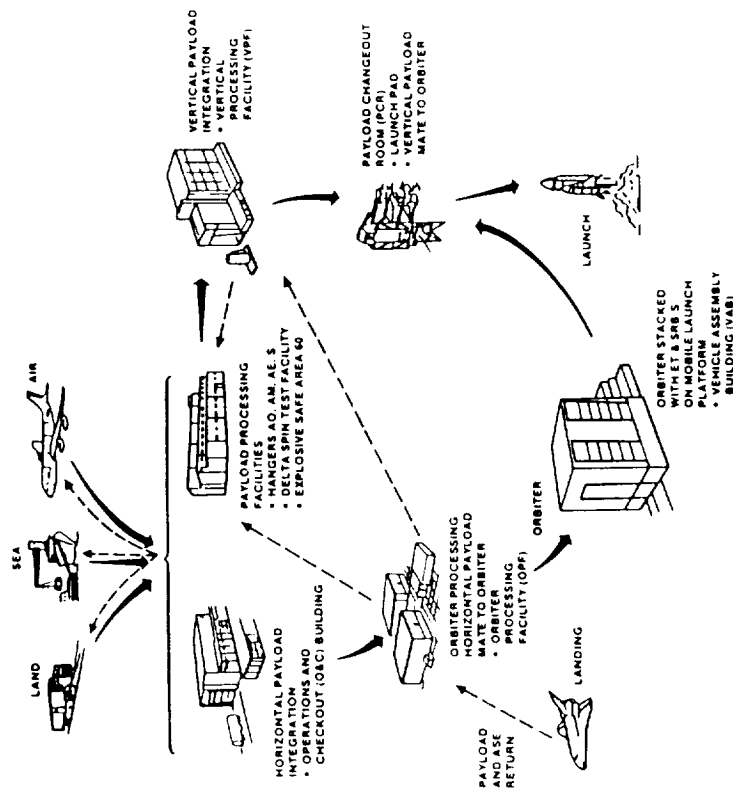 LAND
SEA
AIR
HORIZONTAL PAYLOAD
INTEGRATION
• OPERATIONS AND
CHECKOUT (O&C) BUILDING
PAYLOAD PROCESSING
FACILITIES
• HANGERS AO, AM, AE, S
• DELTA SPIN TEST FACILITY
• EXPLOSIVE SAFE AREA 60
VERTICAL PAYLOAD
INTEGRATION
• VERTICAL
PROCESSING
FACILITY (VPF)
ORBITER PROCESSING
HORIZONTAL PAYLOAD
MATE TO ORBITER
• ORBITER
PROCESSING
FACILITY (OPF)
PAYLOAD CHANGEOUT
ROOM (PCR)
• LAUNCH PAD
• VERTICAL PAYLOAD
MATE TO ORBITER
PAYLOAD
AND ASE
RETURN
LANDING
ORBITER
ORBITER STACKED
WITH ET & SRB S
ON MOBILE LAUNCH
PLATFORM
• VEHICLE ASSEMBLY
BUILDING (VAB)
LAUNCH